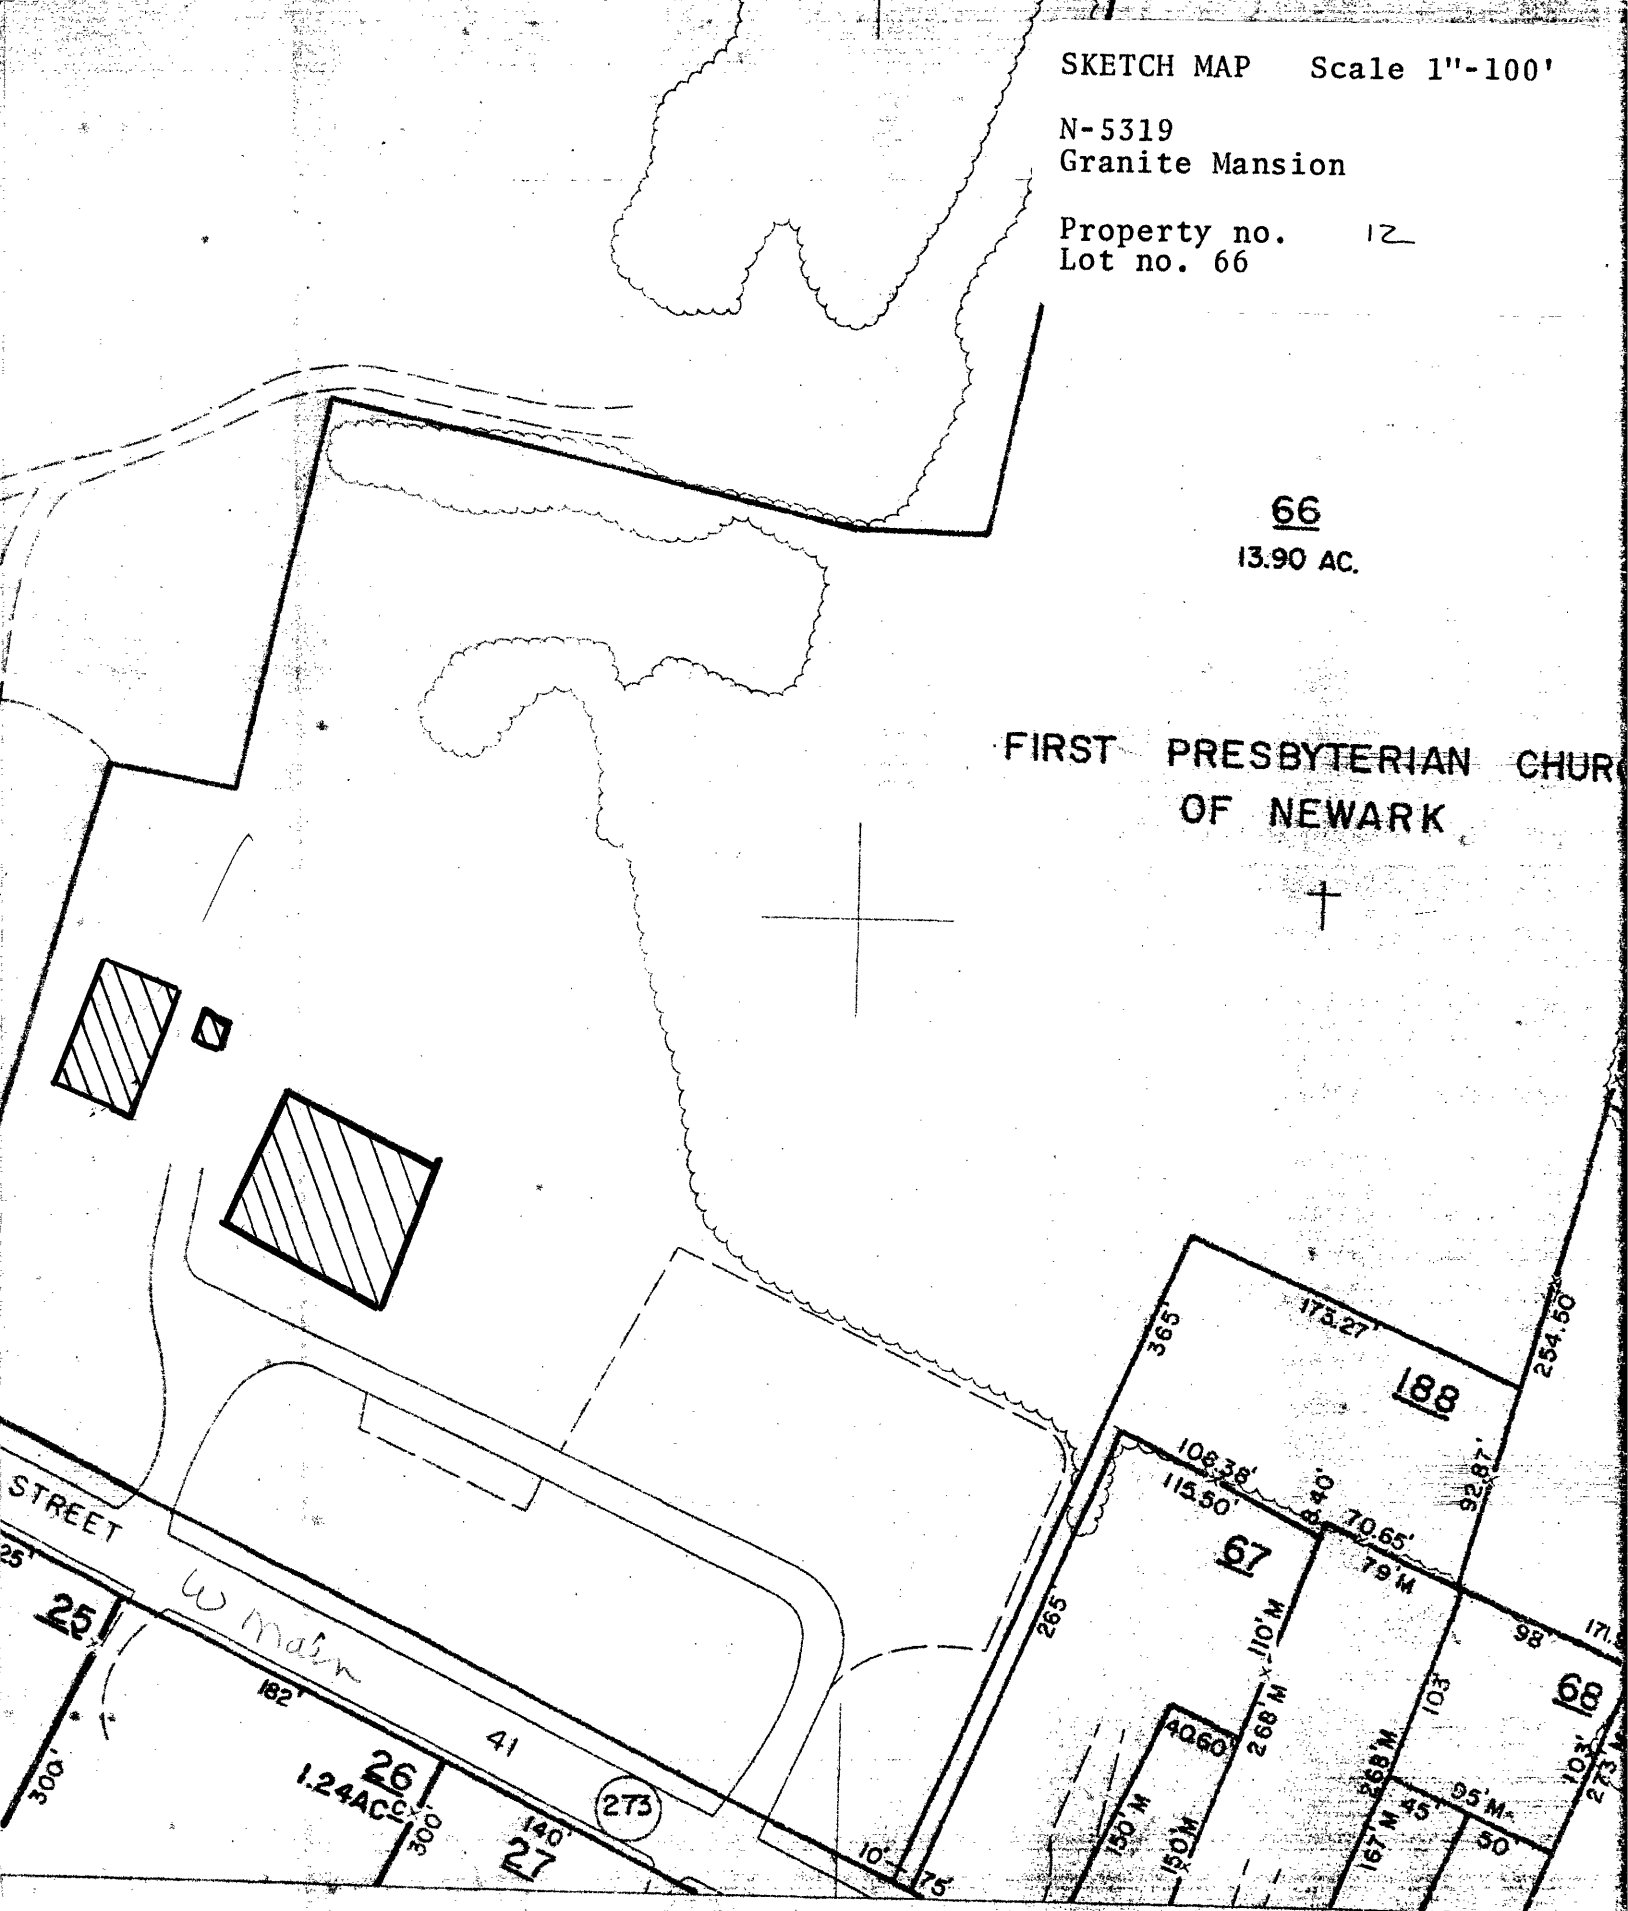 SKETCH MAP Scale 1"-100'
N-5319
Granite Mansion
Property no. 12
Lot no. 66
66
13.90 AC.
FIRST PRESBYTERIAN CHURC
OF NEWARK
365'
173.27'
254.50'
188
108.38'
115.50'
8.40'
70.65'
79'M
92.87'
67
265'
110'M
98'
171.
68
103'
268'M
40.60'
150'M
150'M
268'M
167'M
103'
273'M
95'M
45'
50'
STREET
25'
25
W Main
182'
41
26
1.24AC
300'
300'
273
140'
27
10'
75'